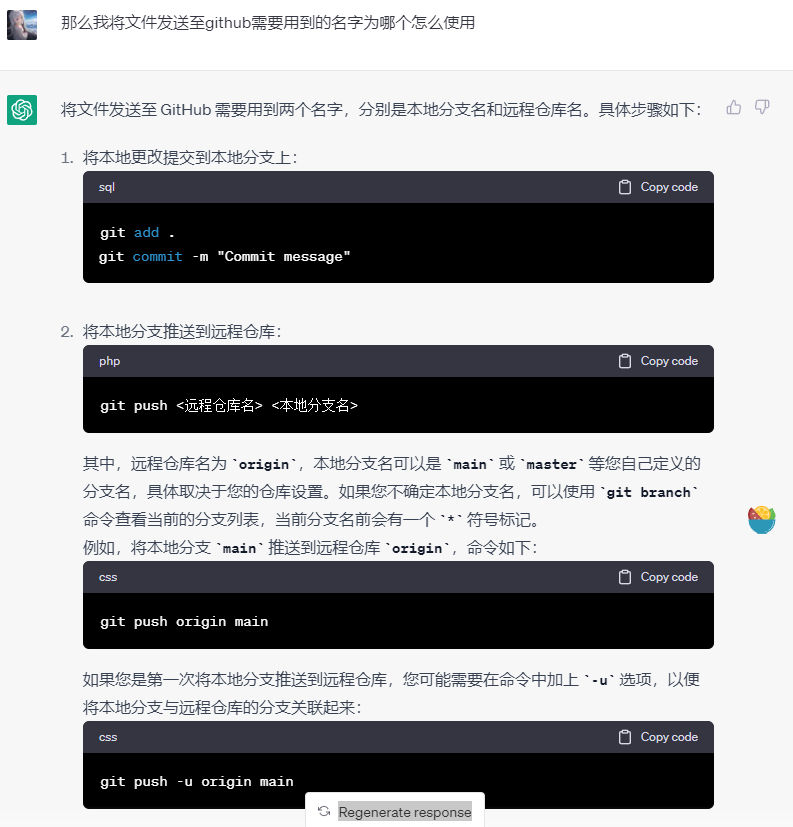 那么我将文件发送至github需要用到的名字为哪个怎么使用
将文件发送至 GitHub 需要用到两个名字，分别是本地分支名和远程仓库名。具体步骤如下：
1. 将本地更改提交到本地分支上：
sql Copy code
git add .
git commit -m "Commit message"
2. 将本地分支推送到远程仓库：
php Copy code
git push <远程仓库名> <本地分支名>
其中，远程仓库名为 `origin`，本地分支名可以是 `main` 或 `master` 等您自己定义的
分支名，具体取决于您的仓库设置。如果您不确定本地分支名，可以使用 `git branch`
命令查看当前的分支列表，当前分支名前会有一个 `*` 符号标记。
例如，将本地分支 `main` 推送到远程仓库 `origin`，命令如下：
css Copy code
git push origin main
如果您是第一次将本地分支推送到远程仓库，您可能需要在命令中加上 `-u` 选项，以便
将本地分支与远程仓库的分支关联起来：
css Copy code
git push -u origin main
Regenerate response